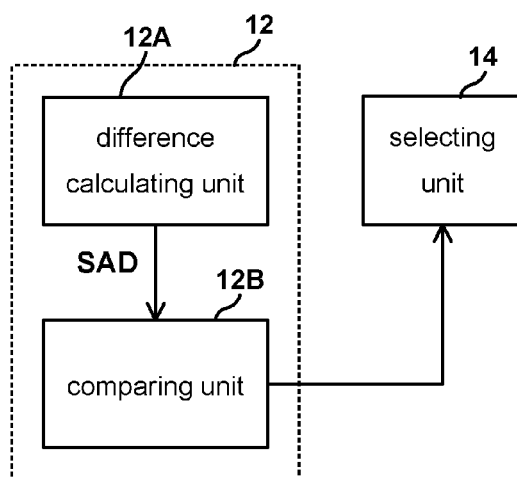 12
12A
14
difference
calculating unit
selecting
unit
SAD
12B
comparing unit